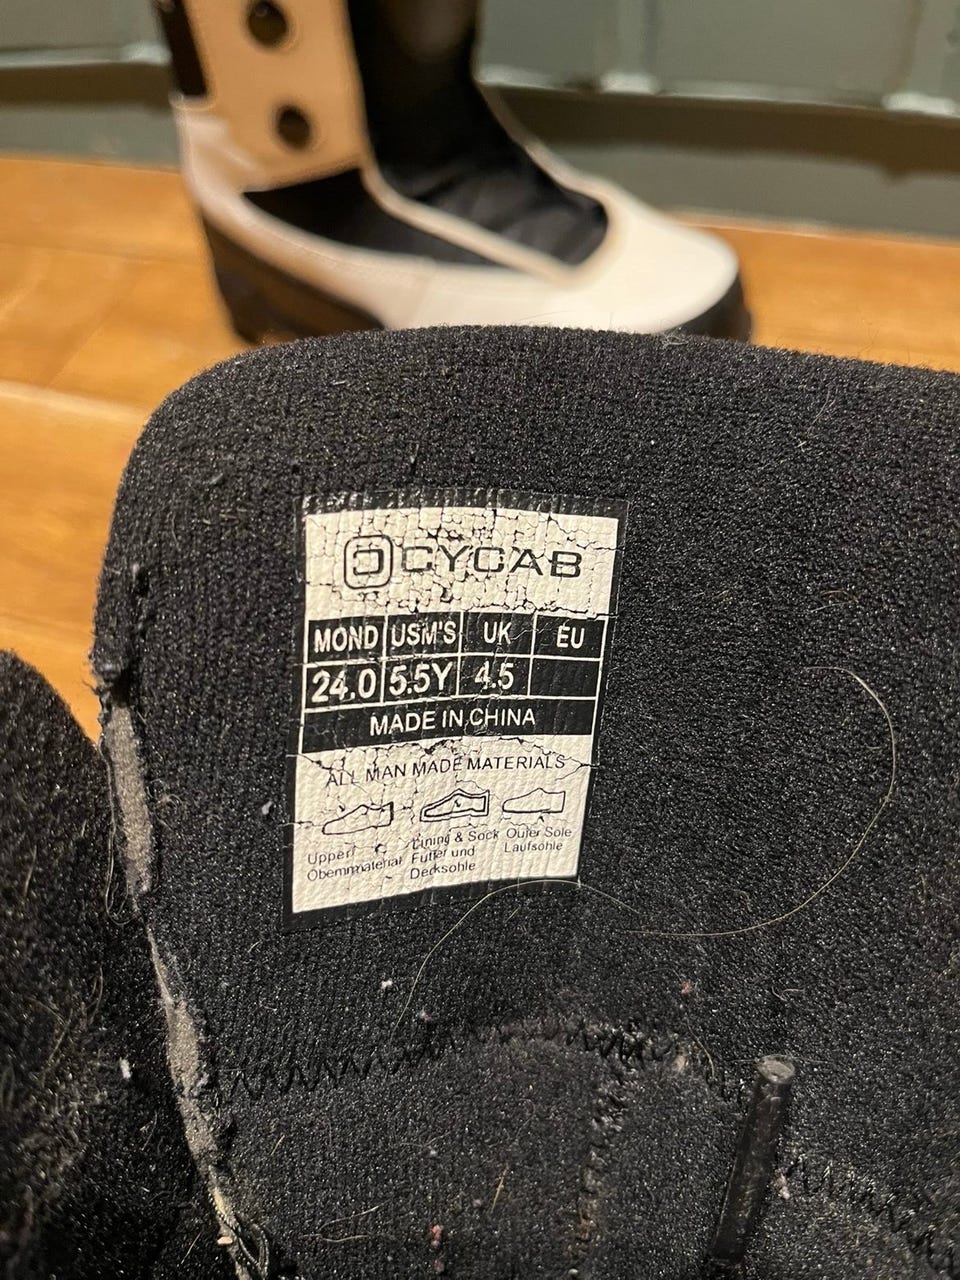 CYCAB
MOND USM'S UK EU
24.0 5.5Y 4.5
MADE IN CHINA
ALL MAN MADE MATERIALS
Upper Lining & Sock Outer Sole
Obermmaterial Futter und Laufsohle
Decksohle